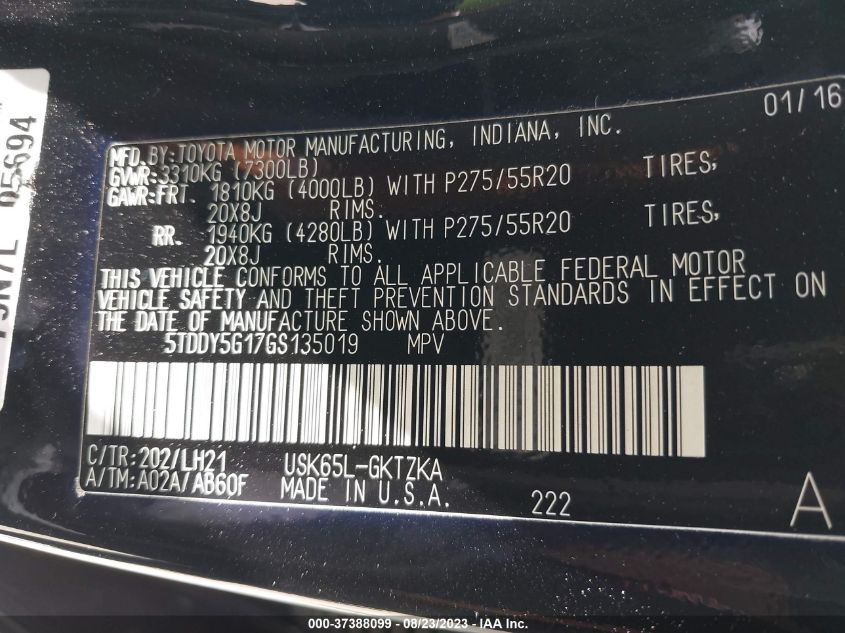 01/16
MFD.BY:TOYOTA MOTOR MANUFACTURING, INDIANA, INC.
GVWR:3310KG (7300LB)
GAWR:FRT. 1810KG (4000LB) WITH P275/55R20 TIRES,
20X8J RIMS.
RR. 1940KG (4280LB) WITH P275/55R20 TIRES,
20X8J RIMS.
THIS VEHICLE CONFORMS TO ALL APPLICABLE FEDERAL MOTOR
VEHICLE SAFETY AND THEFT PREVENTION STANDARDS IN EFFECT ON
THE DATE OF MANUFACTURE SHOWN ABOVE.
5TDDY5G17GS135019 MPV
C/TR:202/LH21 USK65L-GKTZKA
A/TM:A02A/AB60F MADE IN U.S.A. 222 A
000-37388099 - 08/23/2023 - IAA Inc.